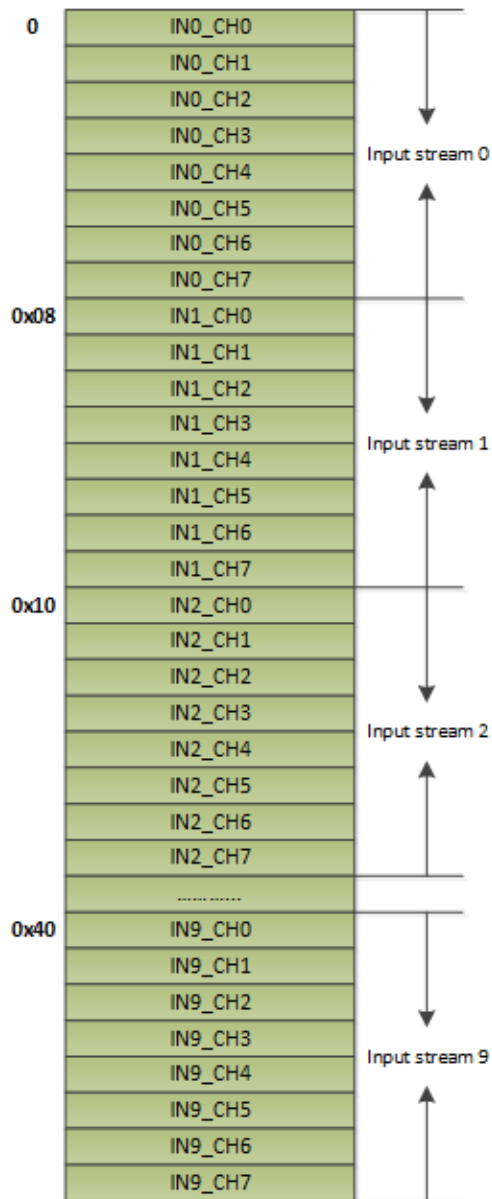 0 IN0_CH0
IN0_CH1
IN0_CH2
IN0_CH3
Input stream 0
IN0_CH4
IN0_CH5
IN0_CH6
IN0_CH7
0x08 IN1_CH0
IN1_CH1
IN1_CH2
IN1_CH3
Input stream 1
IN1_CH4
IN1_CH5
IN1_CH6
IN1_CH7
0x10 IN2_CH0
IN2_CH1
IN2_CH2
IN2_CH3
Input stream 2
IN2_CH4
IN2_CH5
IN2_CH6
IN2_CH7
............
0x40 IN9_CH0
IN9_CH1
IN9_CH2
IN9_CH3
Input stream 9
IN9_CH4
IN9_CH5
IN9_CH6
IN9_CH7